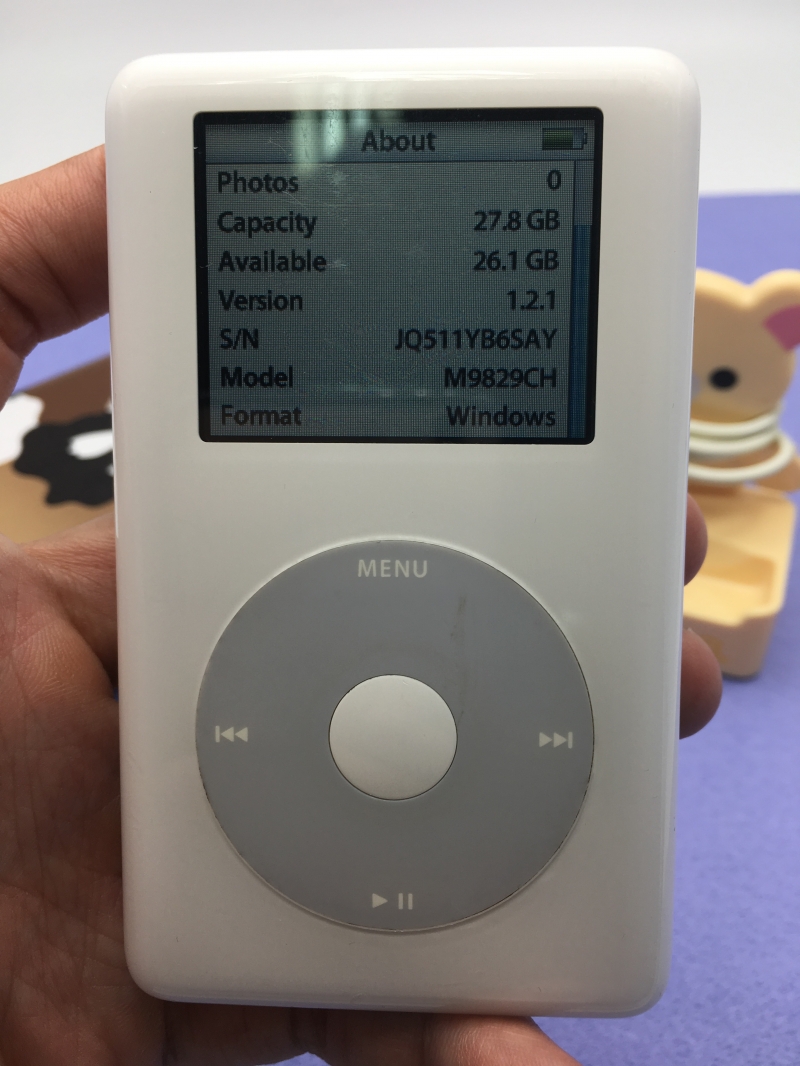 About
Photos 0
Capacity 27.8 GB
Available 26.1 GB
Version 1.2.1
S/N JQ511YB6SAY
Model M9829CH
Format Windows
MENU